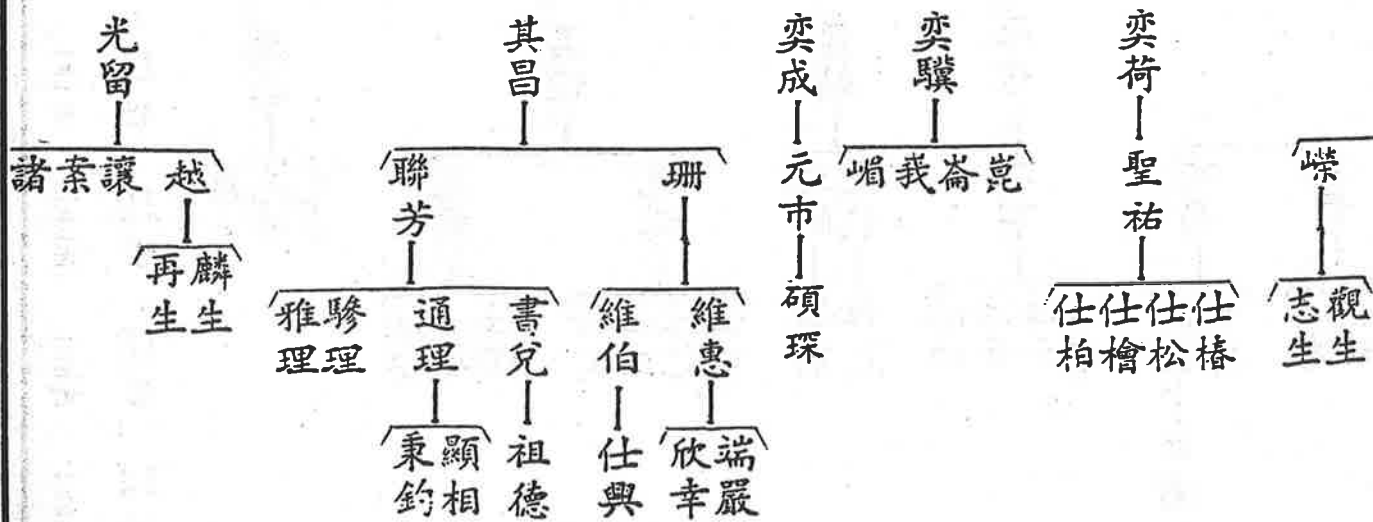 嶸
觀生
志生
奕荷
聖祐
仕椿
仕松
仕檜
仕柏
奕驥
崑
崙
峩
嵋
奕成
元市
碩琛
其昌
珊
維惠
端嚴
欣幸
維伯
仕興
聯芳
書兌
祖德
通理
顯相
秉鈞
驂理
雅理
光留
越
麟生
再生
讓
案
諸